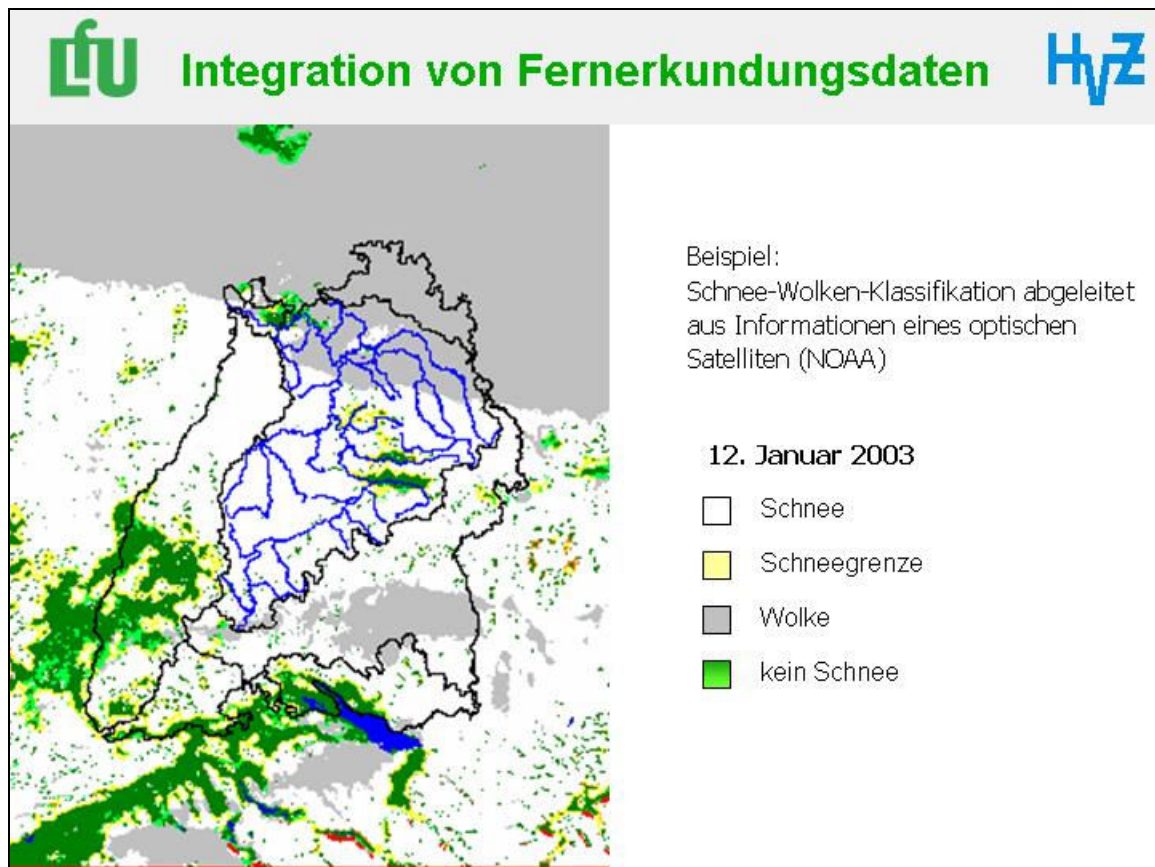 LfU
Integration von Fernerkundungsdaten
HVZ
Beispiel:
Schnee-Wolken-Klassifikation abgeleitet
aus Informationen eines optischen
Satelliten (NOAA)
12. Januar 2003
Schnee
Schneegrenze
Wolke
kein Schnee